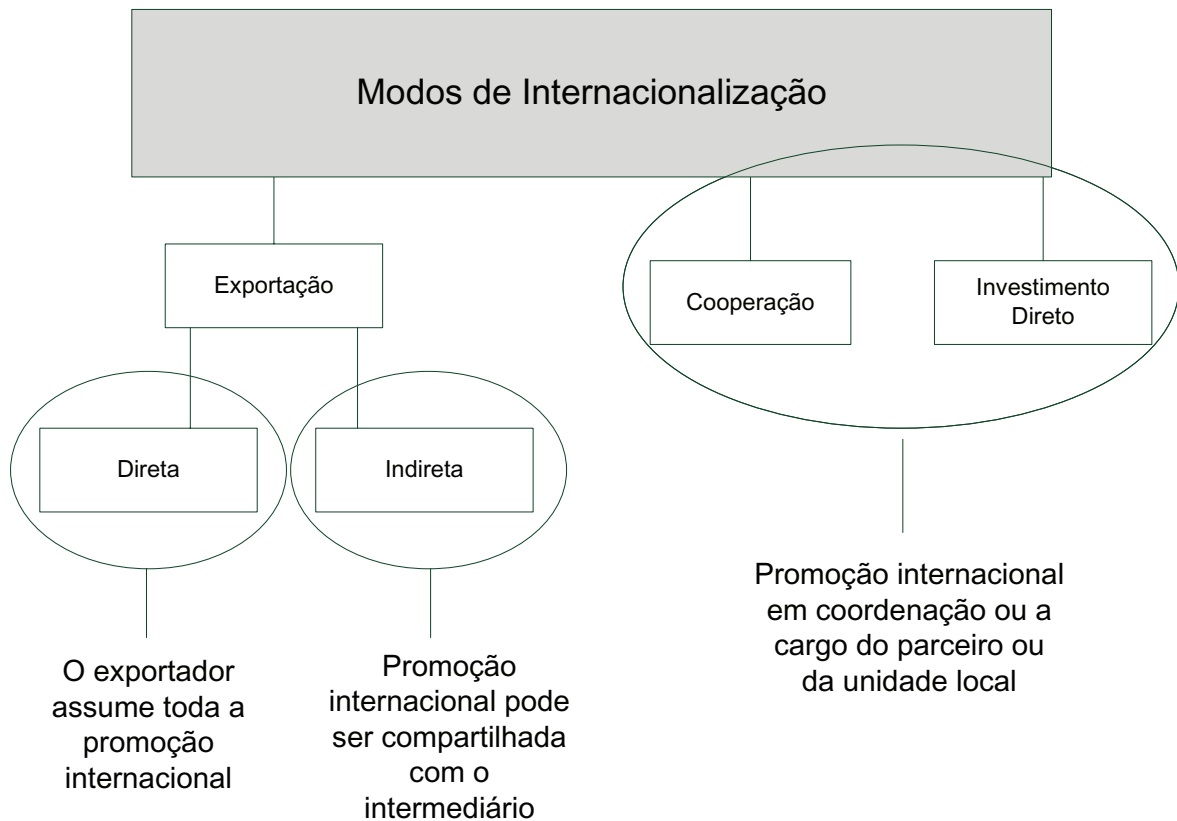 Modos de Internacionalização
Exportação
Cooperação
Investimento
Direto
Direta
Indireta
O exportador
assume toda a
promoção
internacional
Promoção
internacional pode
ser compartilhada
com o
intermediário
Promoção internacional
em coordenação ou a
cargo do parceiro ou
da unidade local